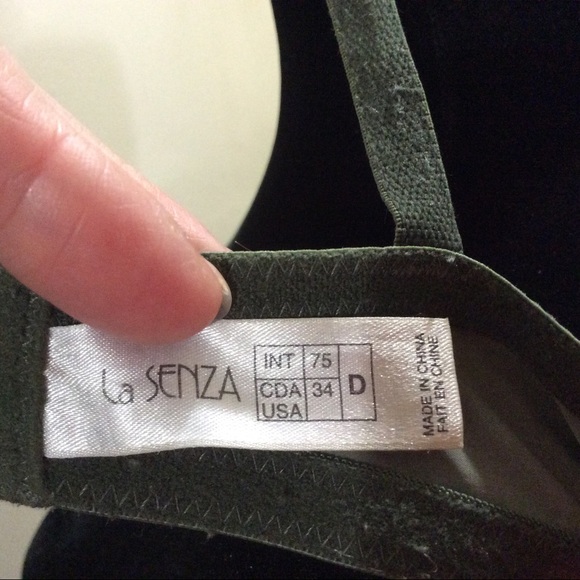 La SENZA
INT 75 D
CDA USA 34
MADE IN CHINA
FAIT EN CHINE